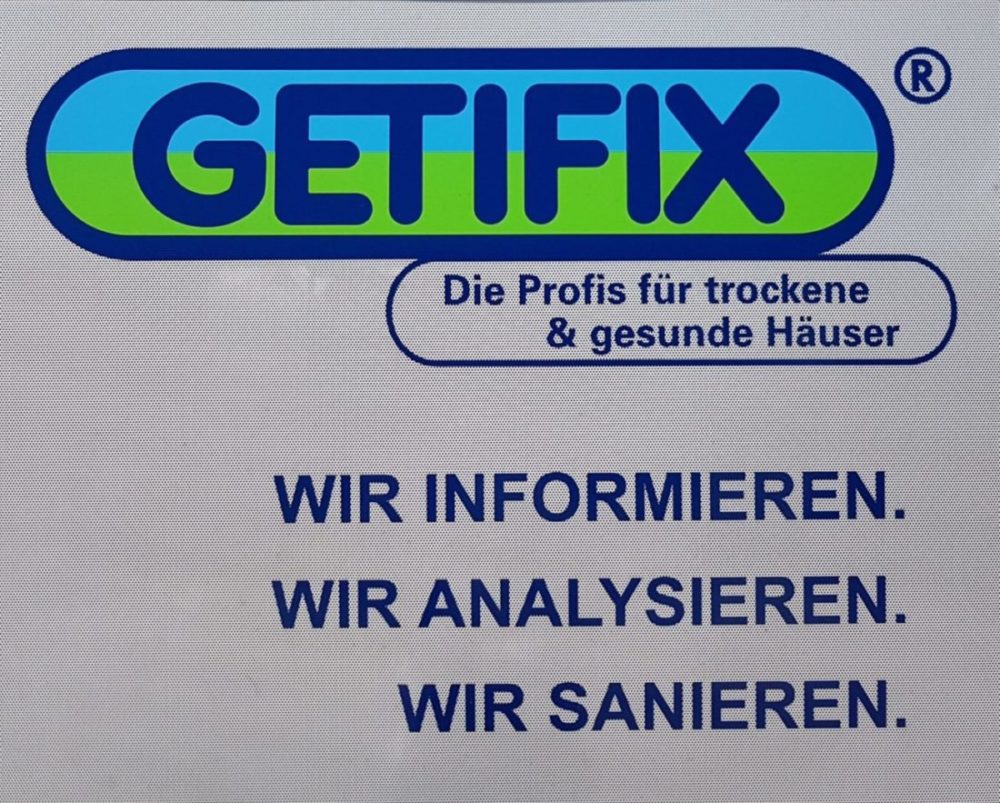 GETIFIX®
Die Profis für trockene
& gesunde Häuser
WIR INFORMIEREN.
WIR ANALYSIEREN.
WIR SANIEREN.